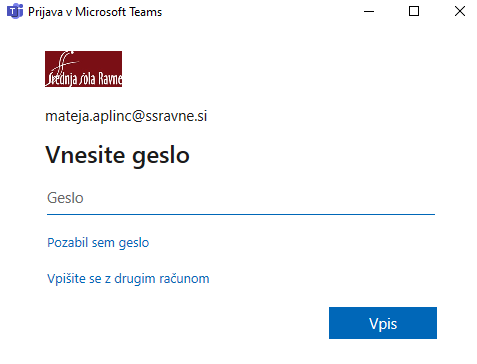 Prijava v Microsoft Teams
Srednja šola Ravne
mateja.aplinc@ssravne.si
Vnesite geslo
Geslo
Pozabil sem geslo
Vpišite se z drugim računom
Vpis